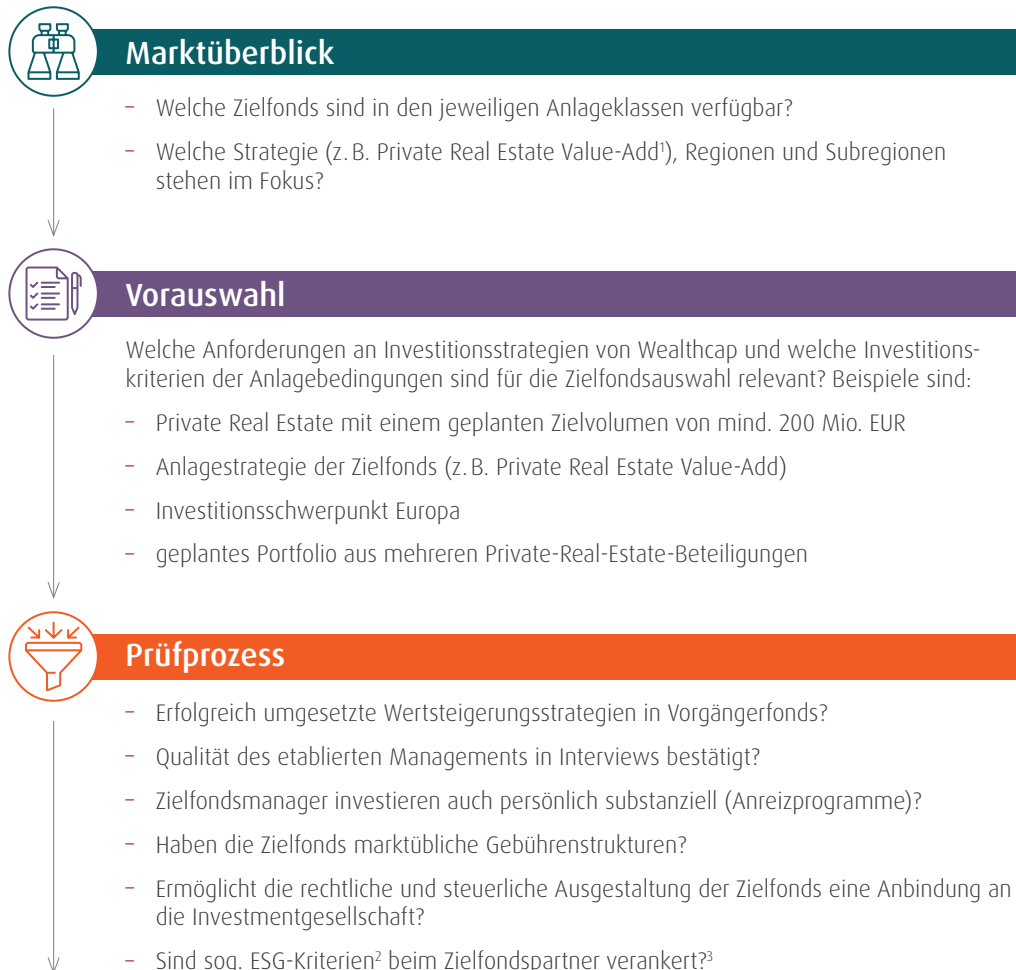 Marktüberblick
– Welche Zielfonds sind in den jeweiligen Anlageklassen verfügbar?
– Welche Strategie (z. B. Private Real Estate Value-Add¹), Regionen und Subregionen
stehen im Fokus?
Vorauswahl
Welche Anforderungen an Investitionsstrategien von Wealthcap und welche Investitions-
kriterien der Anlagebedingungen sind für die Zielfondsauswahl relevant? Beispiele sind:
– Private Real Estate mit einem geplanten Zielvolumen von mind. 200 Mio. EUR
– Anlagestrategie der Zielfonds (z. B. Private Real Estate Value-Add)
– Investitionsschwerpunkt Europa
– geplantes Portfolio aus mehreren Private-Real-Estate-Beteiligungen
Prüfprozess
– Erfolgreich umgesetzte Wertsteigerungsstrategien in Vorgängerfonds?
– Qualität des etablierten Managements in Interviews bestätigt?
– Zielfondsmanager investieren auch persönlich substanziell (Anreizprogramme)?
– Haben die Zielfonds marktübliche Gebührenstrukturen?
– Ermöglicht die rechtliche und steuerliche Ausgestaltung der Zielfonds eine Anbindung an
die Investmentgesellschaft?
– Sind sog. ESG-Kriterien² beim Zielfondspartner verankert?³